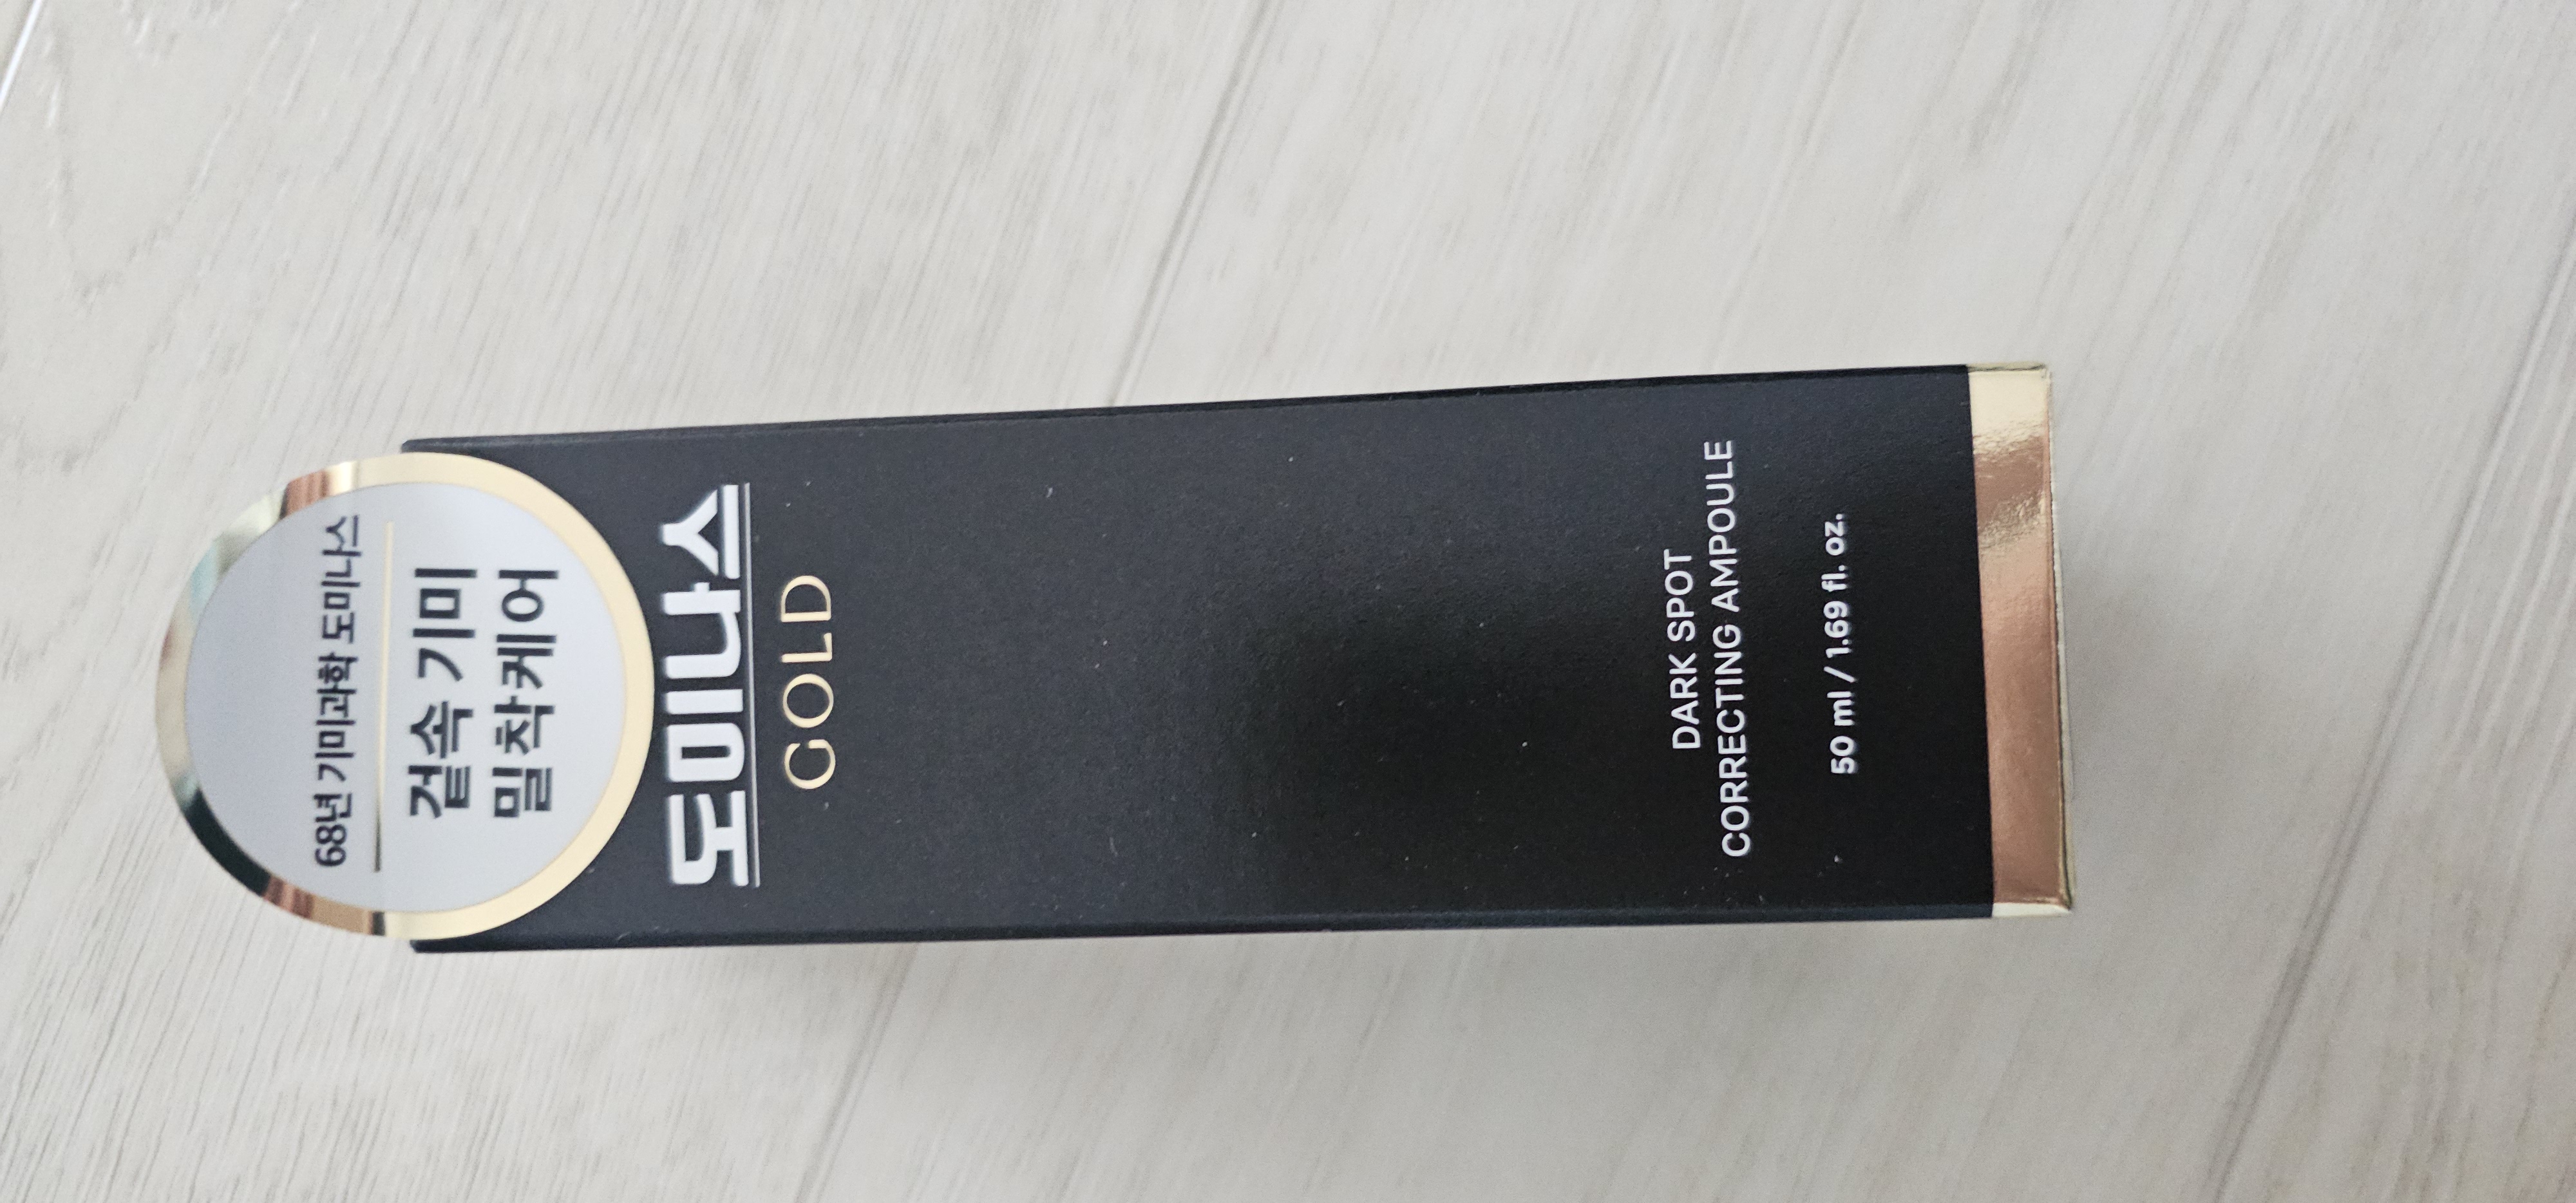 68년 기미과학 도미나스
겉속 기미
밀착케어
도미나스
GOLD
DARK SPOT
CORRECTING AMPOULE
50 ml / 1.69 fl. oz.